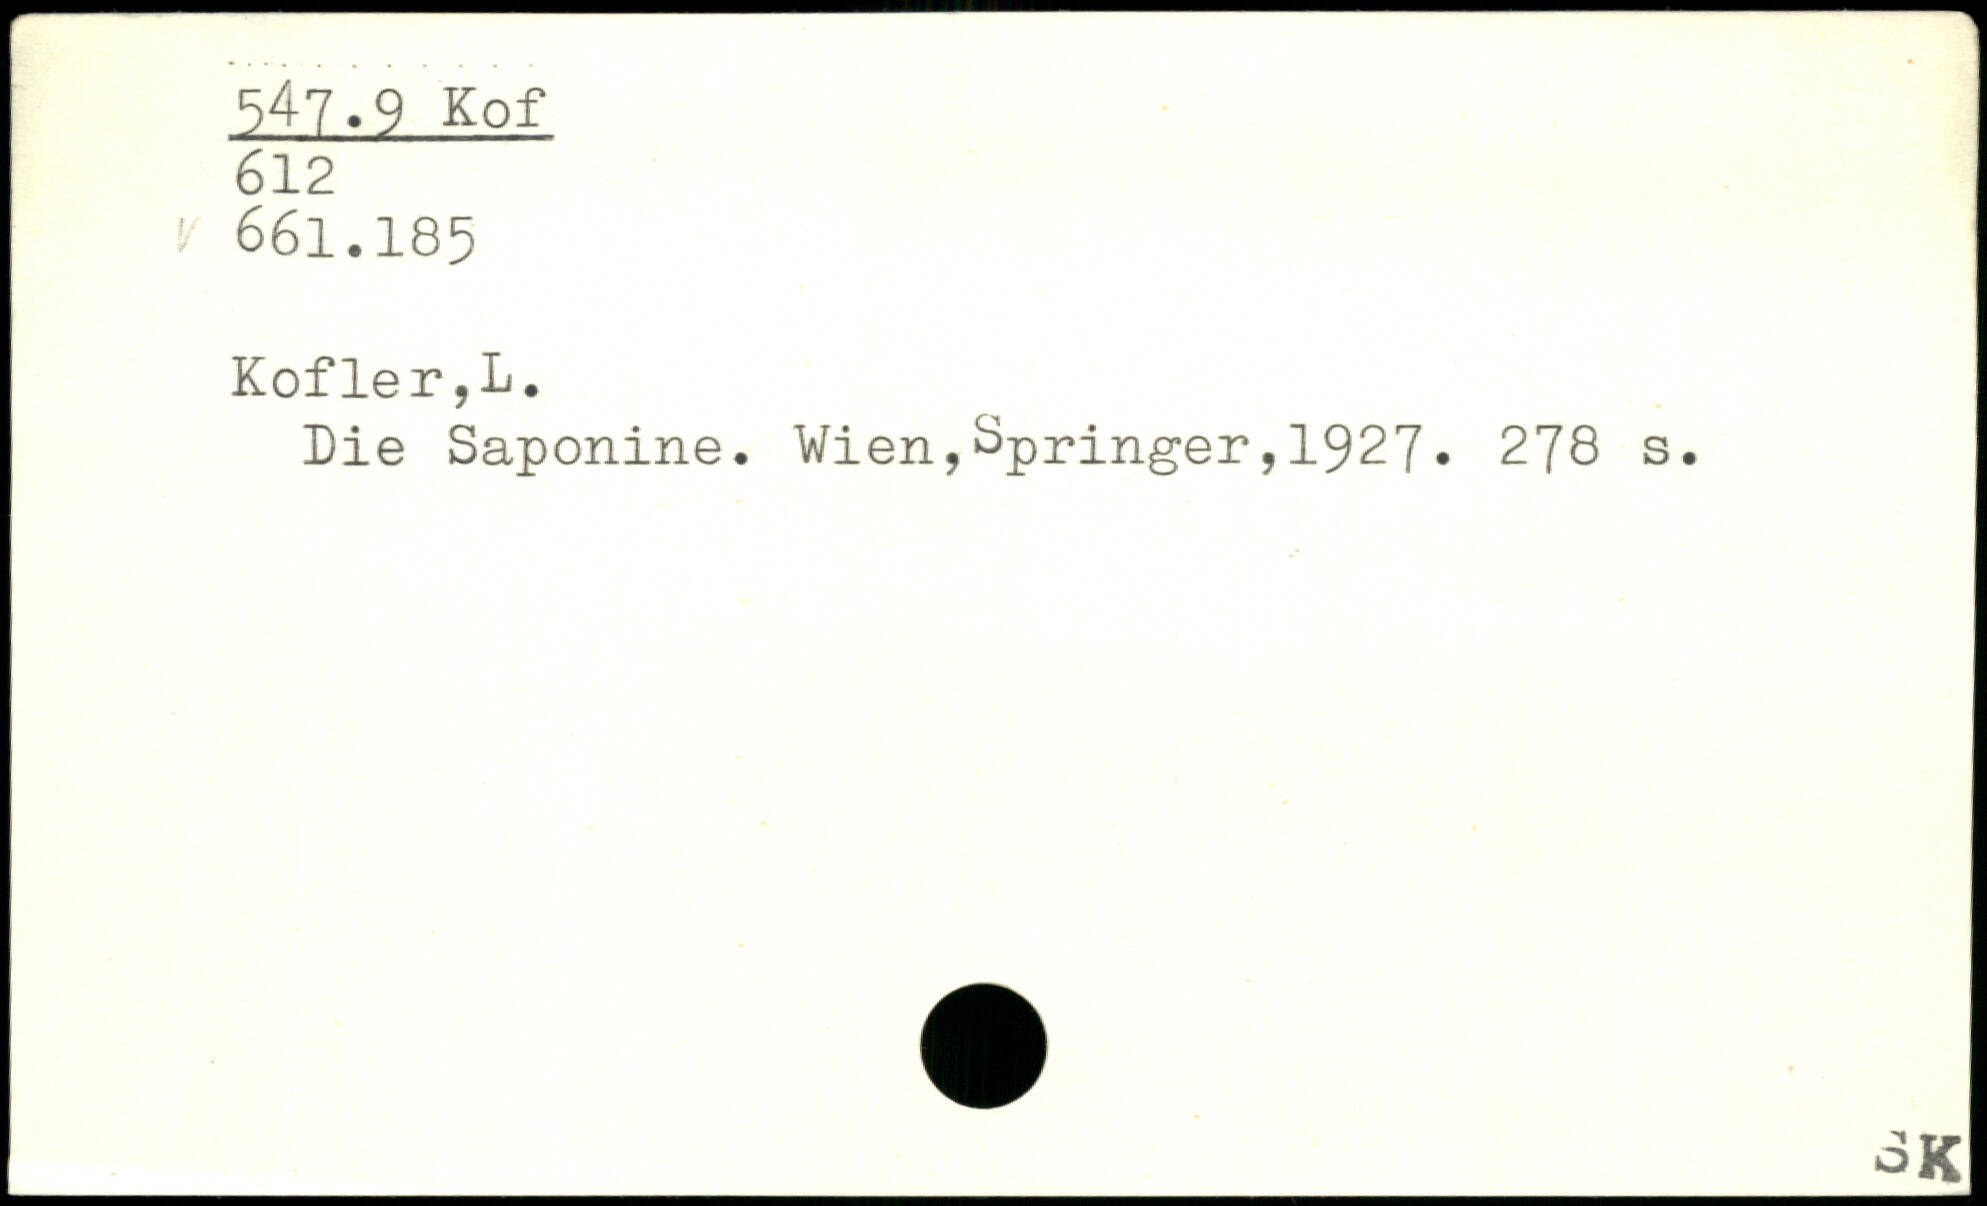 547.9 Kof
612
v 661.185
Kofler,L.
Die Saponine. Wien,Springer,1927. 278 s.
SK